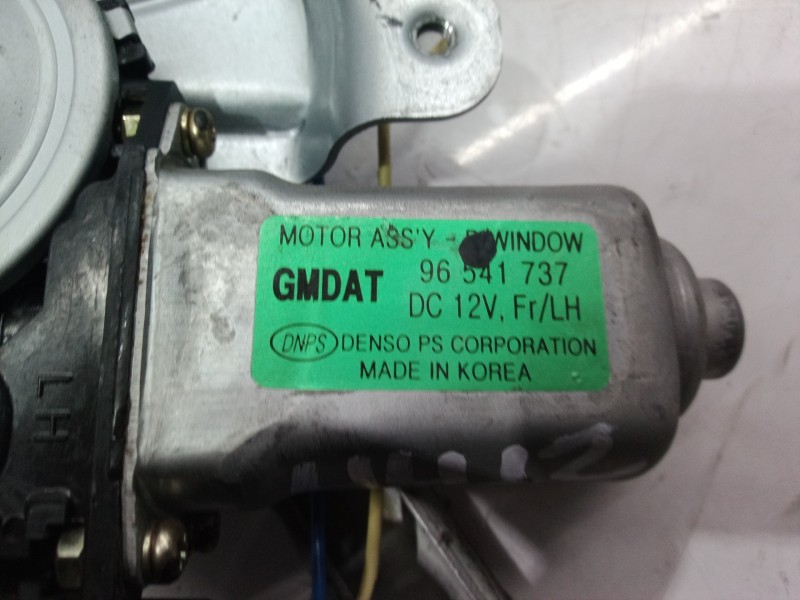 MOTOR ASS'Y - P/WINDOW
GMDAT 96 541 737
DC 12V, Fr/LH
DNPS DENSO PS CORPORATION
MADE IN KOREA
LH
2